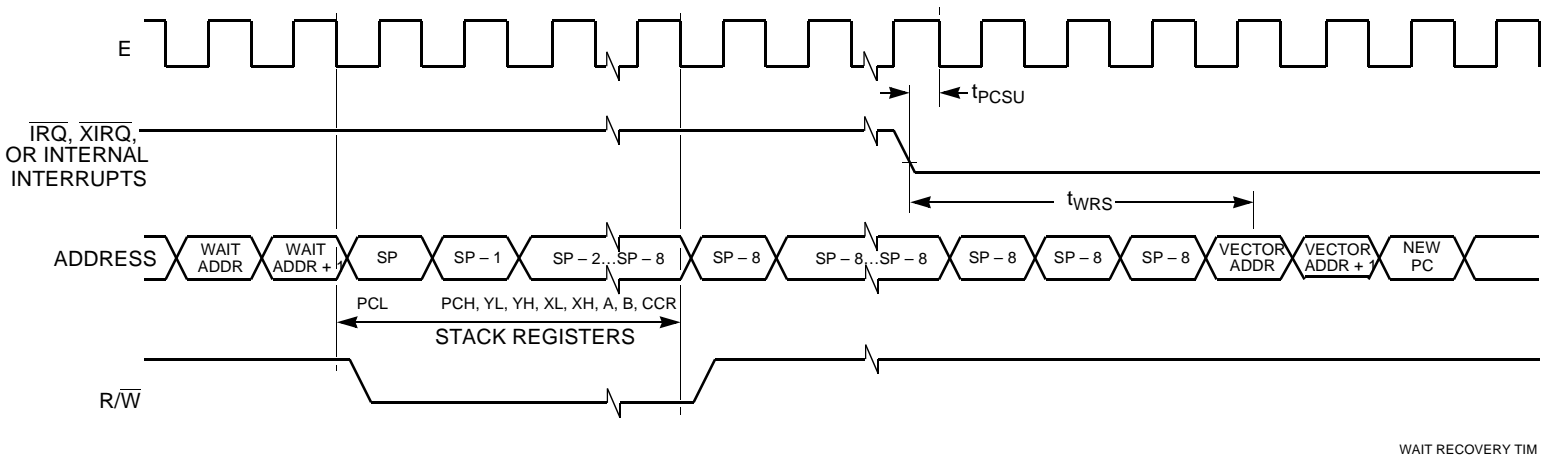 E
tPCSU
IRQ, XIRQ,
OR INTERNAL
INTERRUPTS
tWRS
ADDRESS
WAIT
ADDR
WAIT
ADDR + 1
SP
SP – 1
SP – 2…SP – 8
SP – 8
SP – 8…SP – 8
SP – 8
SP – 8
SP – 8
VECTOR
ADDR
VECTOR
ADDR + 1
NEW
PC
PCL
PCH, YL, YH, XL, XH, A, B, CCR
STACK REGISTERS
R/W
WAIT RECOVERY TIM